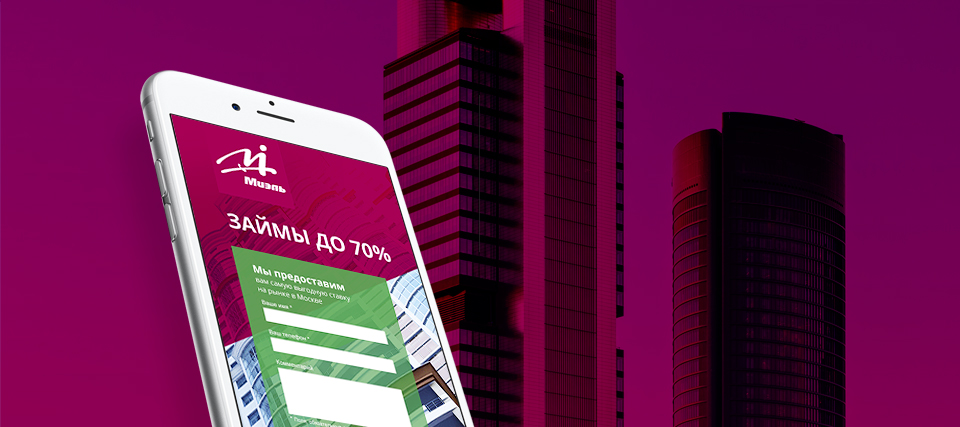 Миэль
ЗАЙМЫ ДО 70%
Мы предоставим
вам самую выгодную ставку
на рынке в Москве
Ваше имя *
Ваш телефон *
Комментарий